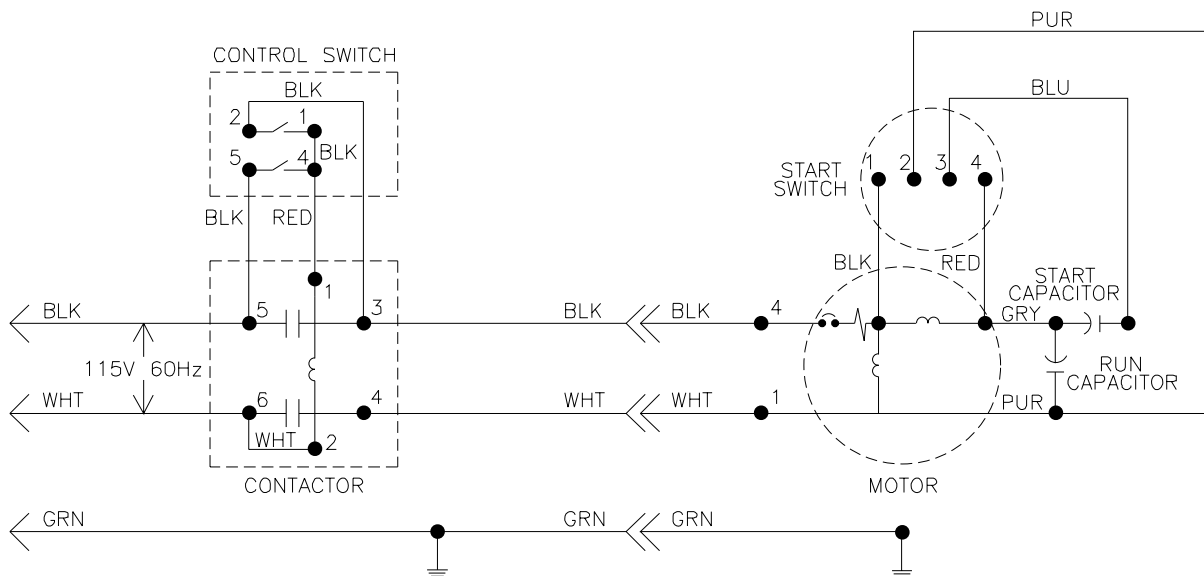 PUR
CONTROL SWITCH
BLK
BLU
2
1
BLK
5
4
START
SWITCH
1
2
3
4
BLK
RED
BLK
RED
START
CAPACITOR
1
BLK
5
3
BLK
BLK
4
GRY
115V 60Hz
RUN
CAPACITOR
WHT
6
4
WHT
WHT
1
PUR
WHT
2
CONTACTOR
MOTOR
GRN
GRN
GRN